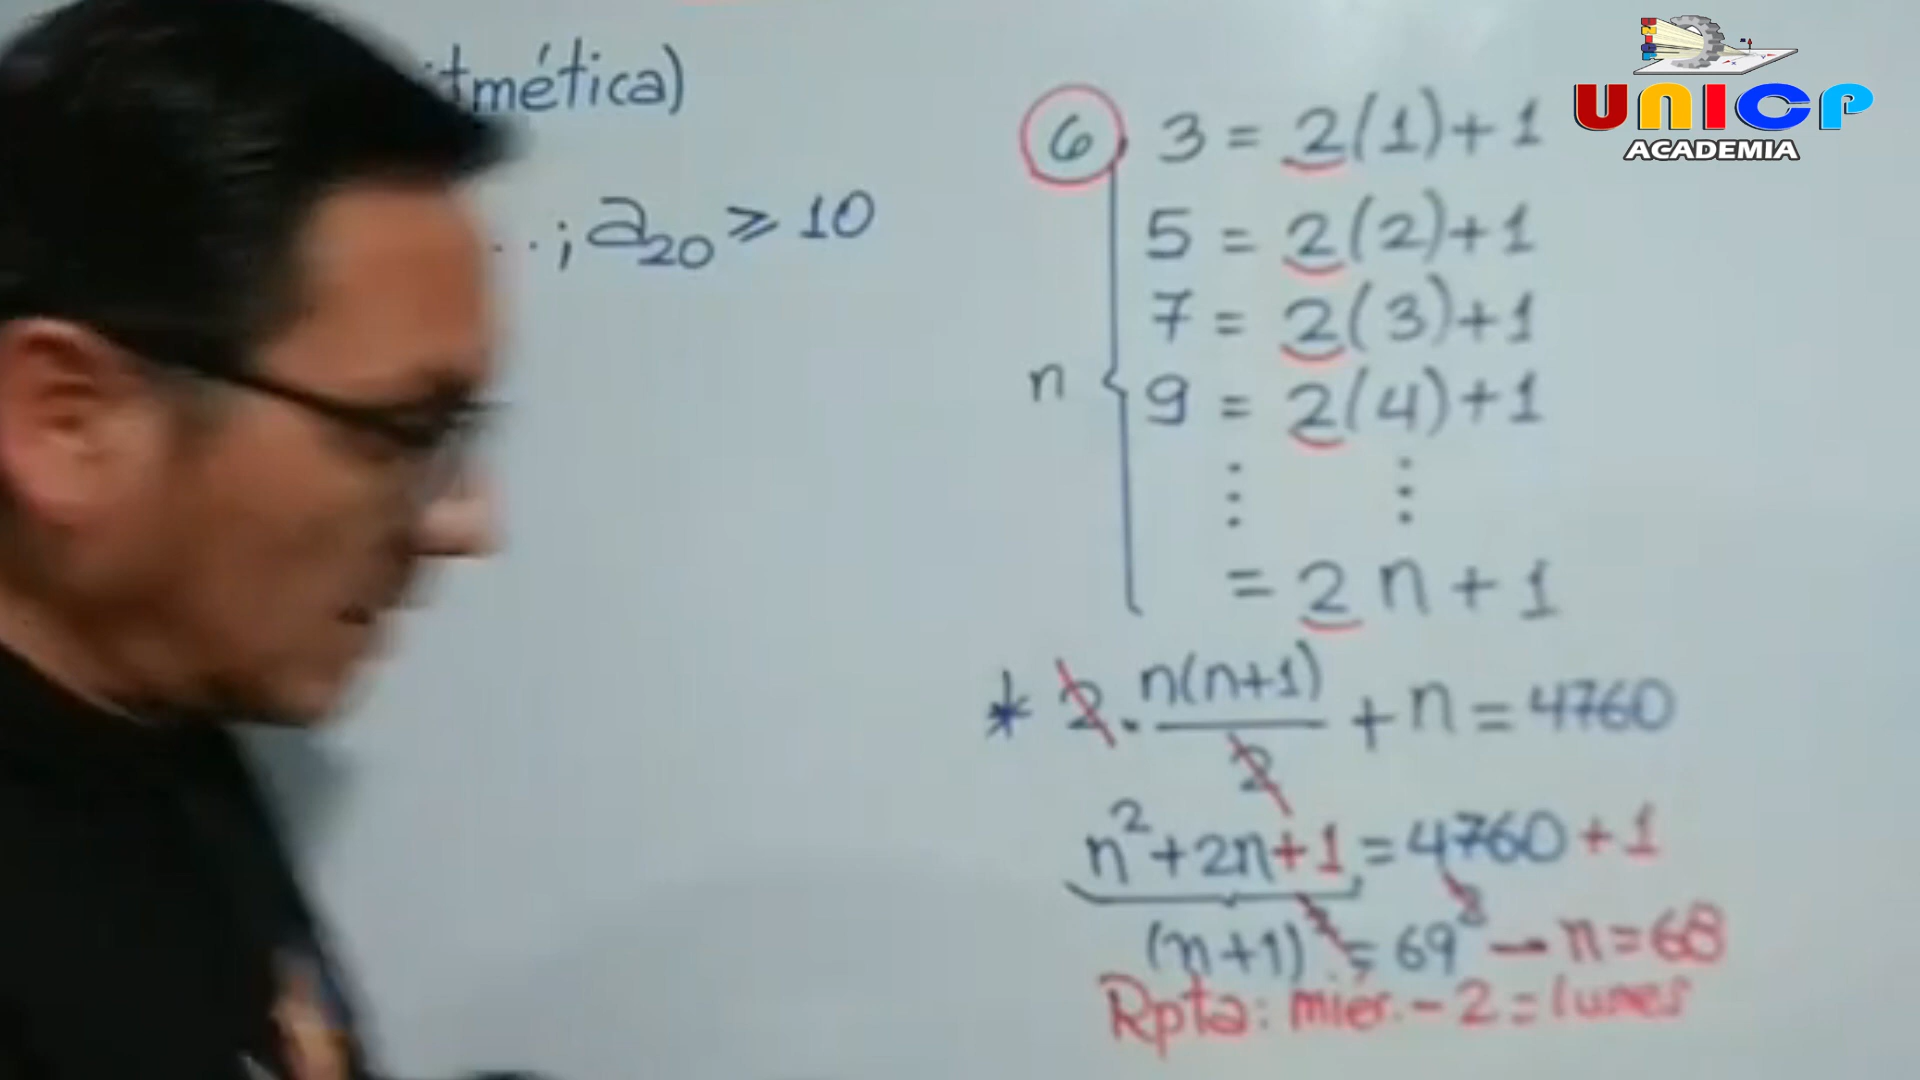 tmética)
..; a₂₀ ≥ 10
6. 3 = 2(1)+1
5 = 2(2)+1
7 = 2(3)+1
n { 9 = 2(4)+1
⋮ ⋮
= 2n+1
* 2 · n(n+1)/2 + n = 4760
n²+2n+1 = 4760+1
(n+1)² = 69² - n=68
Rpta: miér. - 2 = lunes
UNICP
ACADEMIA